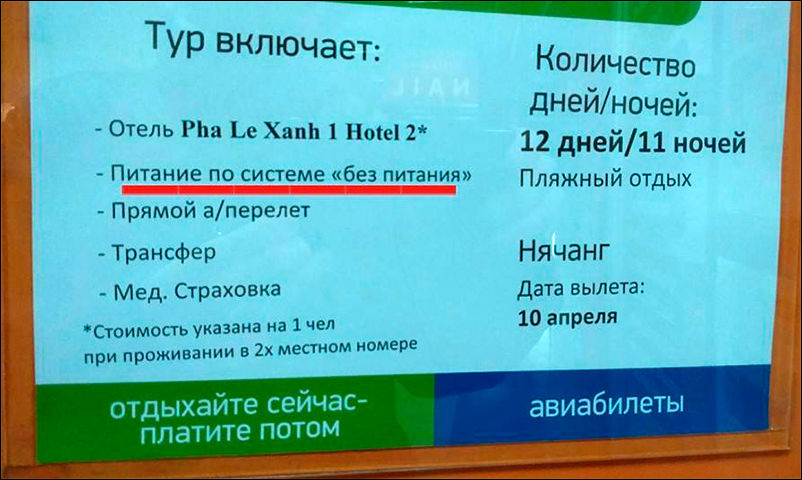 Тур включает:
- Отель Pha Le Xanh 1 Hotel 2*
- Питание по системе «без питания»
- Прямой а/перелет
- Трансфер
- Мед. Страховка
*Стоимость указана на 1 чел
при проживании в 2х местном номере
Количество
дней/ночей:
12 дней/11 ночей
Пляжный отдых
Нячанг
Дата вылета:
10 апреля
отдыхайте сейчас-
платите потом
авиабилеты